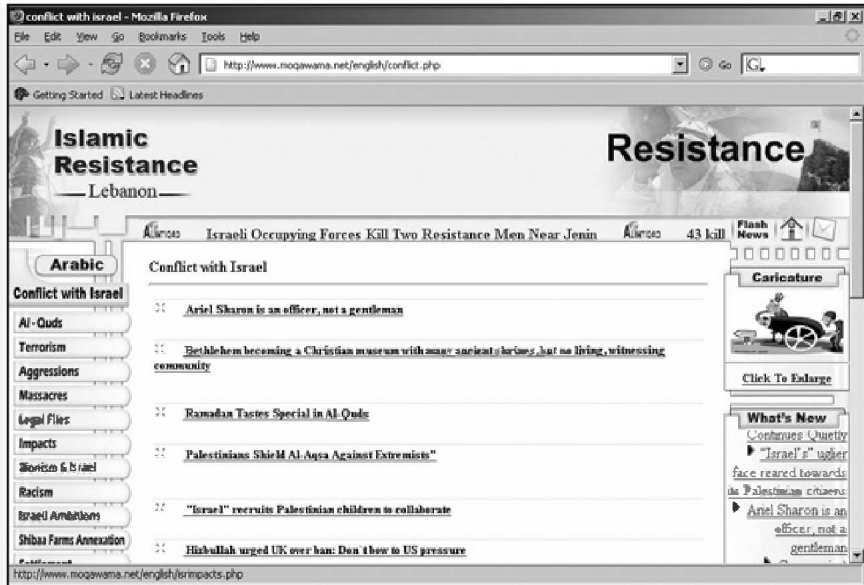 conflict with israel - Mozilla Firefox
File Edit View Go Bookmarks Tools Help
http://www.moqawama.net/english/conflict.php
Go
G
Getting Started Latest Headlines
Islamic
Resistance
Lebanon
Resistance
Israeli Occupying Forces Kill Two Resistance Men Near Jenin
43 kill
Flash
News
Arabic
Conflict with Israel
Al-Quds
Terrorism
Aggressions
Massacres
Legal Files
Impacts
Zionism & Israel
Racism
Israeli Ambitions
Shibaa Farms Annexation
Conflict with Israel
Ariel Sharon is an officer, not a gentleman
Bethlehem becoming a Christian museum with many ancient shrines, but no living, witnessing
community
Ramadan Tastes Special in Al-Quds
Palestinians Shield Al-Aqsa Against Extremists"
"Israel" recruits Palestinian children to collaborate
Hizbullah urged UK over ban: Don't bow to US pressure
Caricature
Click To Enlarge
What's New
Continues Quietly
"Israel's" uglier
face reared towards
its Palestinian citizens
Ariel Sharon is an
officer, not a
gentleman
http://www.moqawama.net/english/isrimpacts.php